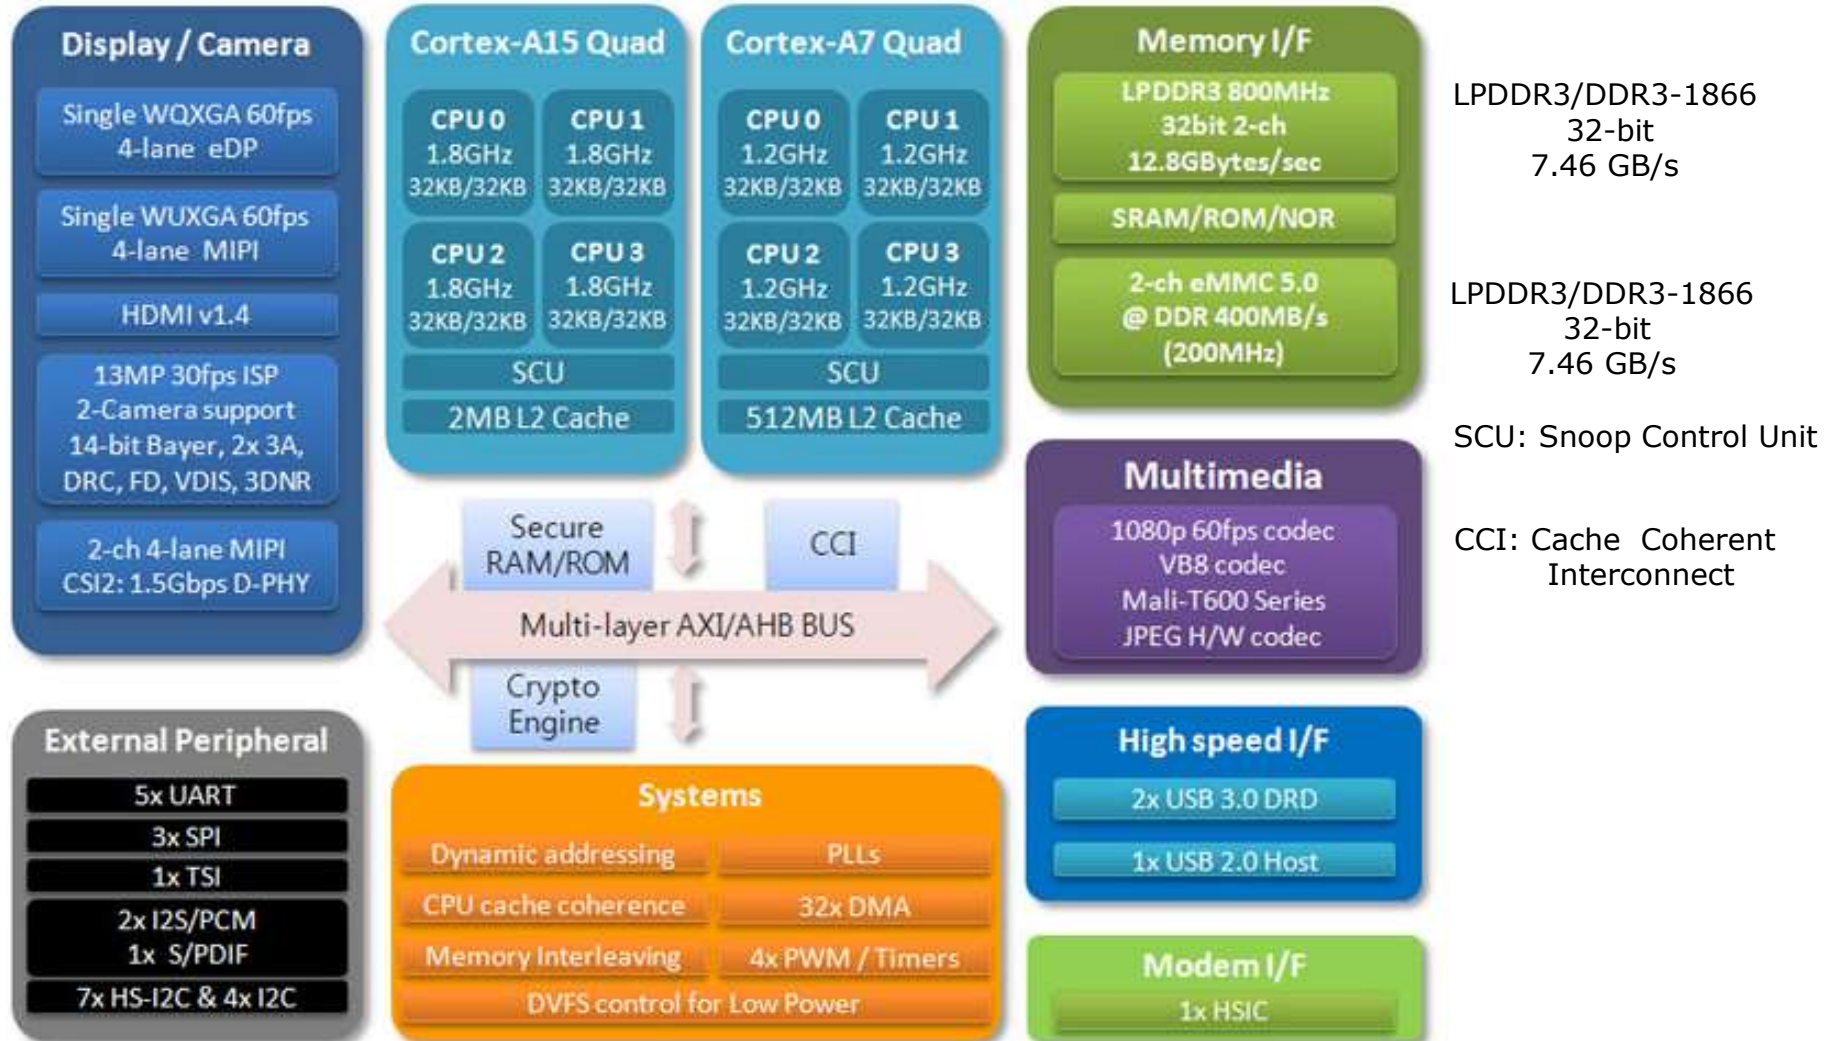 Display / Camera
Single WQXGA 60fps
4-lane eDP
Single WUXGA 60fps
4-lane MIPI
HDMI v1.4
13MP 30fps ISP
2-Camera support
14-bit Bayer, 2x 3A,
DRC, FD, VDIS, 3DNR
2-ch 4-lane MIPI
CSI2: 1.5Gbps D-PHY
Cortex-A15 Quad
CPU 0
1.8GHz
32KB/32KB
CPU 1
1.8GHz
32KB/32KB
CPU 2
1.8GHz
32KB/32KB
CPU 3
1.8GHz
32KB/32KB
SCU
2MB L2 Cache
Cortex-A7 Quad
CPU 0
1.2GHz
32KB/32KB
CPU 1
1.2GHz
32KB/32KB
CPU 2
1.2GHz
32KB/32KB
CPU 3
1.2GHz
32KB/32KB
SCU
512MB L2 Cache
Memory I/F
LPDDR3 800MHz
32bit 2-ch
12.8GBytes/sec
SRAM/ROM/NOR
2-ch eMMC 5.0
@ DDR 400MB/s
(200MHz)
LPDDR3/DDR3-1866
32-bit
7.46 GB/s
LPDDR3/DDR3-1866
32-bit
7.46 GB/s
SCU: Snoop Control Unit
CCI: Cache Coherent
Interconnect
Secure
RAM/ROM
CCI
Multi-layer AXI/AHB BUS
Crypto
Engine
Multimedia
1080p 60fps codec
VB8 codec
Mali-T600 Series
JPEG H/W codec
External Peripheral
5x UART
3x SPI
1x TSI
2x I2S/PCM
1x S/PDIF
7x HS-I2C & 4x I2C
Systems
Dynamic addressing
PLLs
CPU cache coherence
32x DMA
Memory Interleaving
4x PWM / Timers
DVFS control for Low Power
High speed I/F
2x USB 3.0 DRD
1x USB 2.0 Host
Modem I/F
1x HSIC